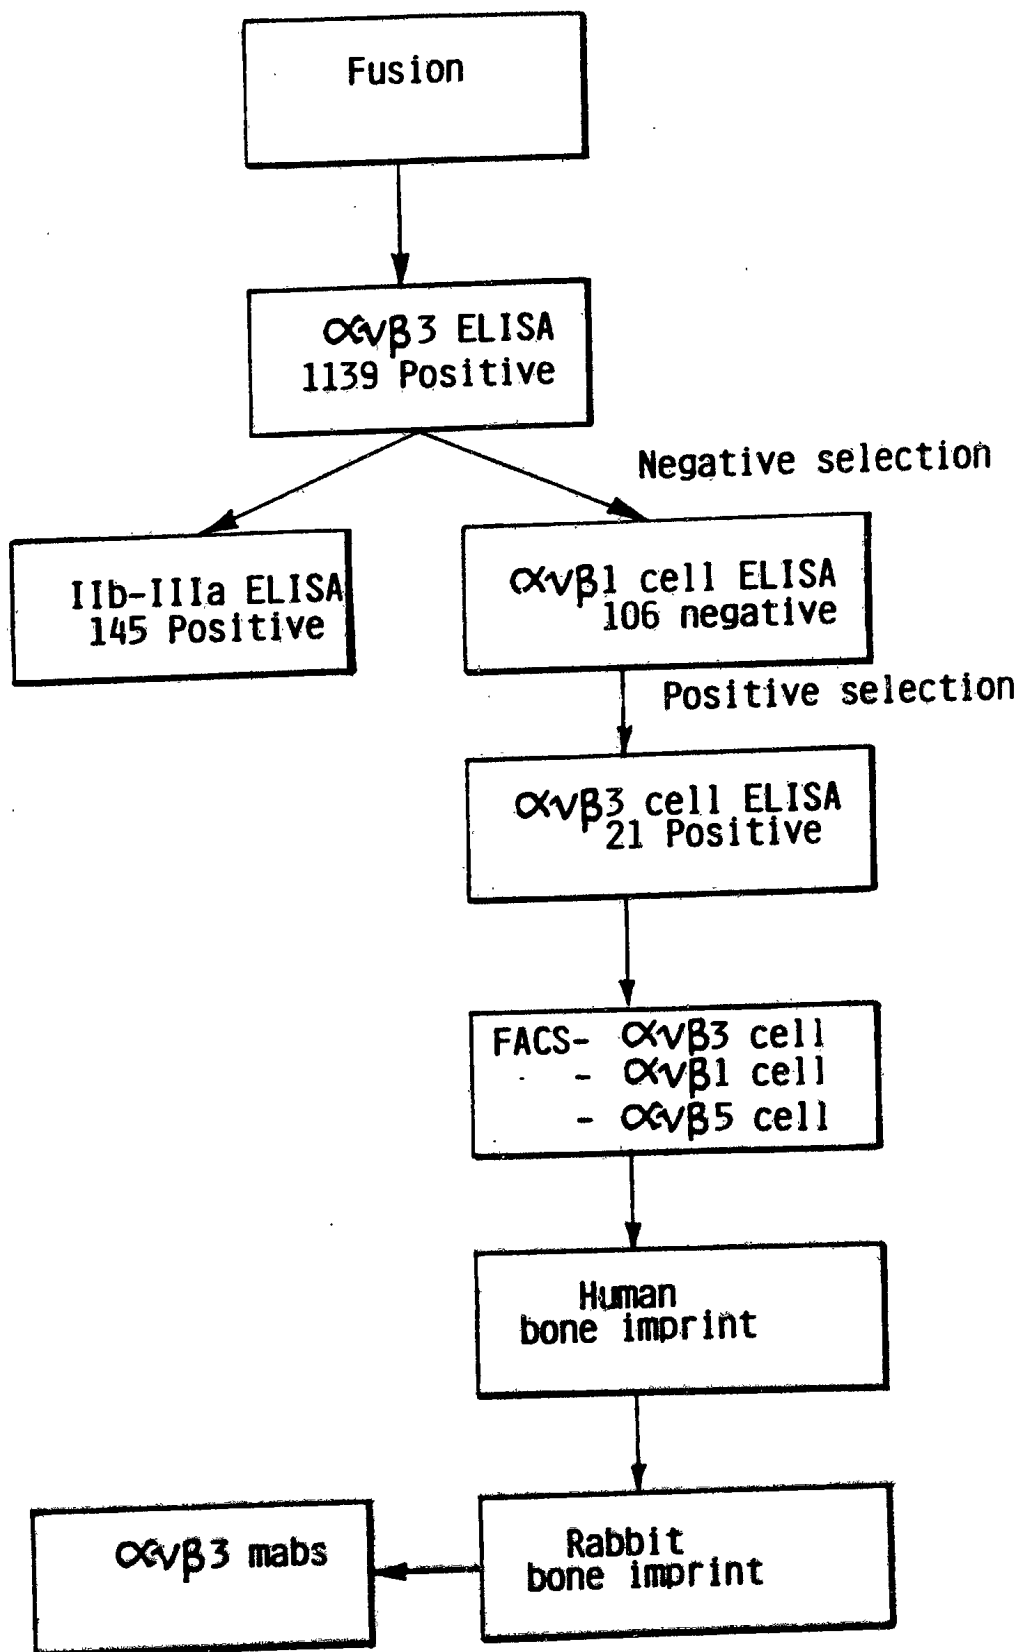 Fusion
αvβ3 ELISA
1139 Positive
Negative selection
IIb-IIIa ELISA
145 Positive
αvβ1 cell ELISA
106 negative
Positive selection
αvβ3 cell ELISA
21 Positive
FACS- αvβ3 cell
- αvβ1 cell
- αvβ5 cell
Human
bone imprint
Rabbit
bone imprint
αvβ3 mabs